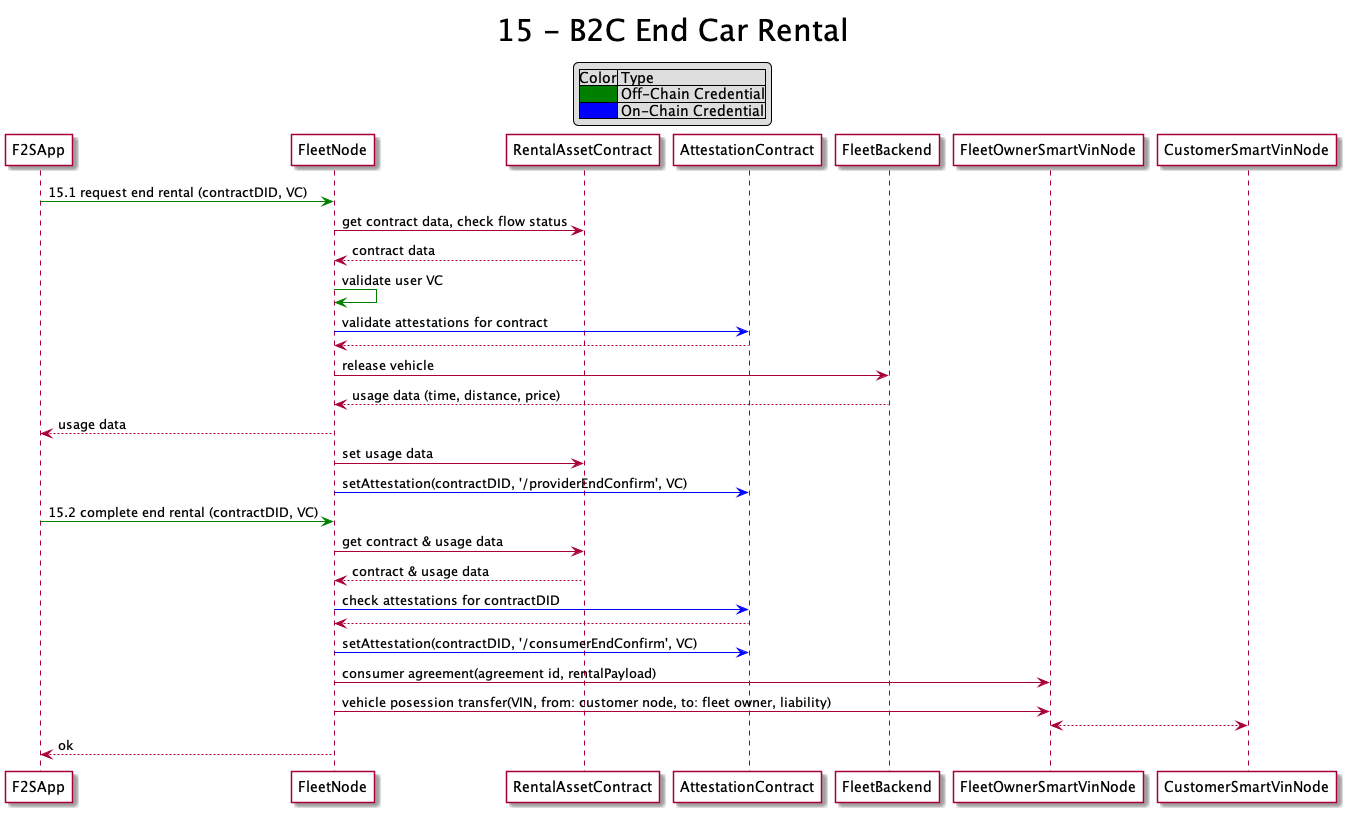 15 - B2C End Car Rental
Color Type
Off-Chain Credential
On-Chain Credential
F2SApp FleetNode RentalAssetContract AttestationContract FleetBackend FleetOwnerSmartVinNode CustomerSmartVinNode
15.1 request end rental (contractDID, VC)
get contract data, check flow status
contract data
validate user VC
validate attestations for contract
release vehicle
usage data (time, distance, price)
usage data
set usage data
setAttestation(contractDID, '/providerEndConfirm', VC)
15.2 complete end rental (contractDID, VC)
get contract & usage data
contract & usage data
check attestations for contractDID
setAttestation(contractDID, '/consumerEndConfirm', VC)
consumer agreement(agreement id, rentalPayload)
vehicle posession transfer(VIN, from: customer node, to: fleet owner, liability)
ok
F2SApp FleetNode RentalAssetContract AttestationContract FleetBackend FleetOwnerSmartVinNode CustomerSmartVinNode